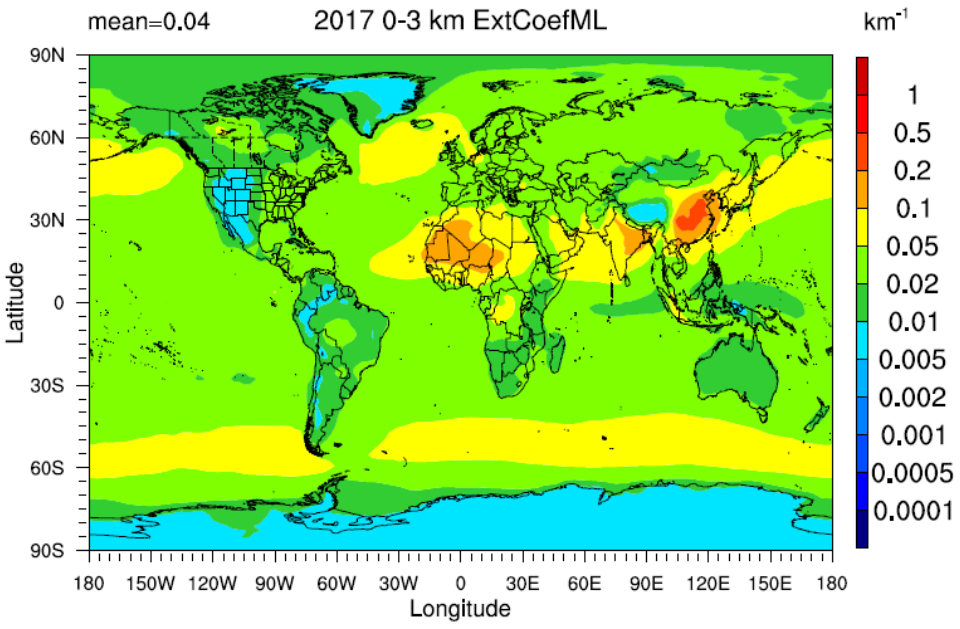 mean=0.04 2017 0-3 km ExtCoefML km⁻¹
90N
60N
30N
0
30S
60S
90S
Latitude
180 150W 120W 90W 60W 30W 0 30E 60E 90E 120E 150E 180
Longitude
1
0.5
0.2
0.1
0.05
0.02
0.01
0.005
0.002
0.001
0.0005
0.0001